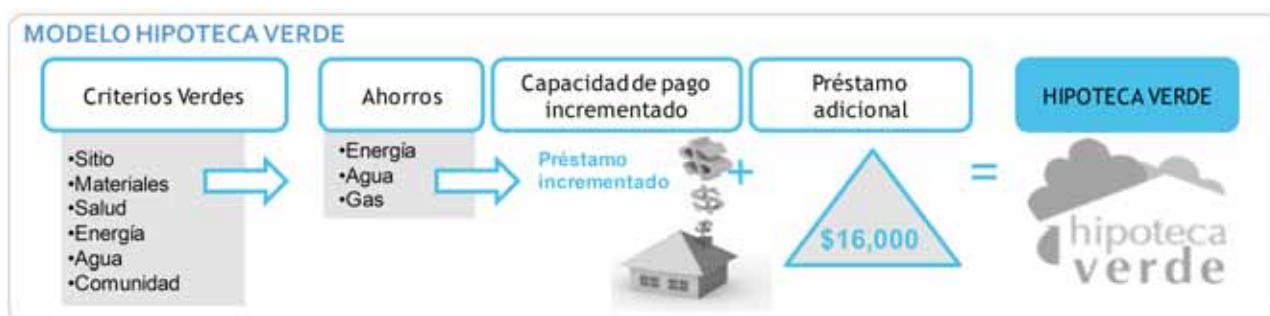 MODELO HIPOTECA VERDE
Criterios Verdes
•Sitio
•Materiales
•Salud
•Energía
•Agua
•Comunidad
Ahorros
•Energía
•Agua
•Gas
Capacidad de pago
incrementado
Préstamo
incrementado
$
$
+
Préstamo
adicional
$16,000
=
HIPOTECA VERDE
hipoteca
verde